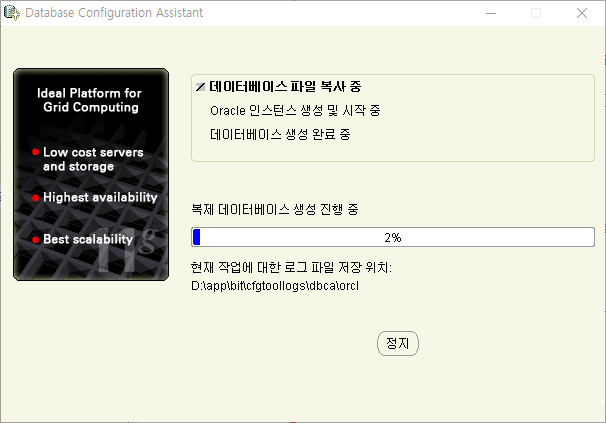 Database Configuration Assistant
Ideal Platform for
Grid Computing
Low cost servers
and storage
Highest availability
Best scalability
11g
데이터베이스 파일 복사 중
Oracle 인스턴스 생성 및 시작 중
데이터베이스 생성 완료 중
복제 데이터베이스 생성 진행 중
2%
현재 작업에 대한 로그 파일 저장 위치:
D:\app\bit\cfgtoollogs\dbca\orcl
정지